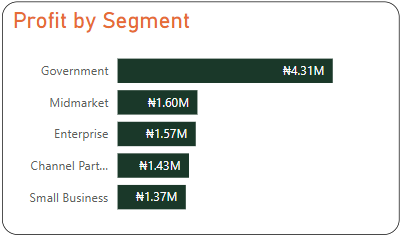 Profit by Segment
Government ₦4.31M
Midmarket ₦1.60M
Enterprise ₦1.57M
Channel Part... ₦1.43M
Small Business ₦1.37M